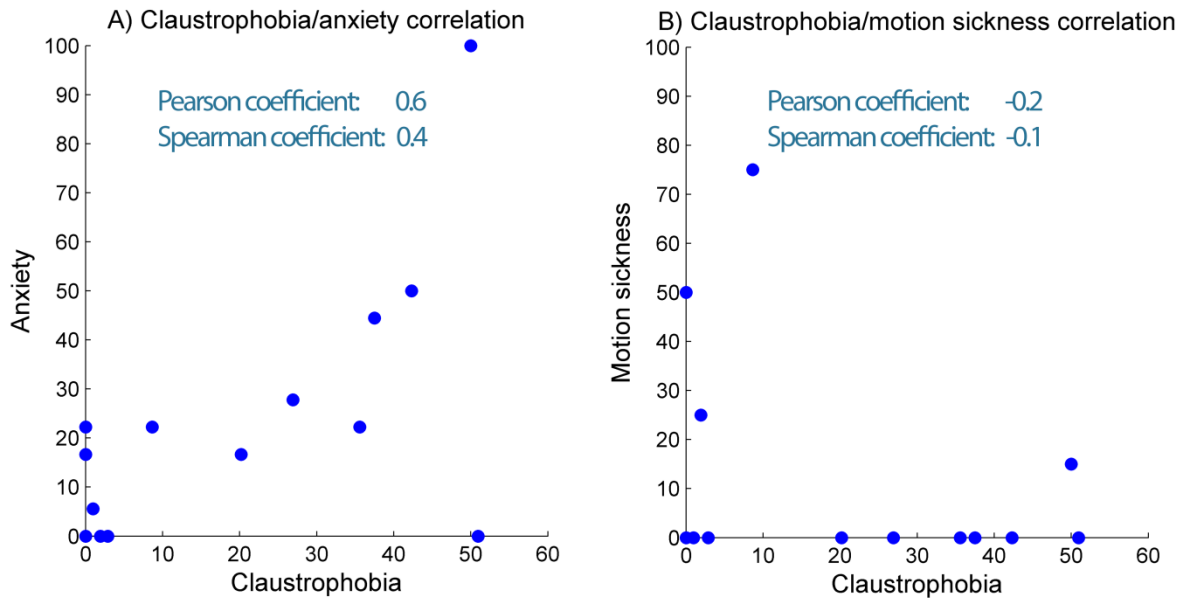 A) Claustrophobia/anxiety correlation
100
90
80
70
60
50
40
30
20
10
0
Anxiety
Pearson coefficient: 0.6
Spearman coefficient: 0.4
0 10 20 30 40 50 60
Claustrophobia
B) Claustrophobia/motion sickness correlation
100
90
80
70
60
50
40
30
20
10
0
Motion sickness
Pearson coefficient: -0.2
Spearman coefficient: -0.1
0 10 20 30 40 50 60
Claustrophobia